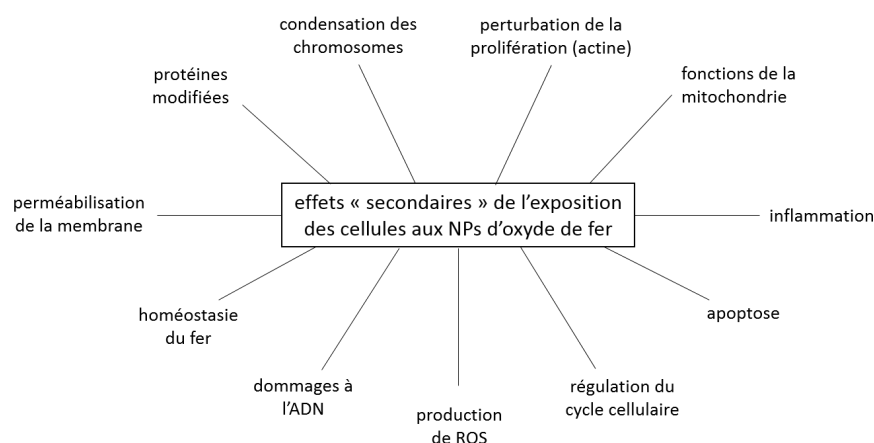 condensation des
chromosomes
perturbation de la
prolifération (actine)
protéines
modifiées
fonctions de la
mitochondrie
perméabilisation
de la membrane
effets « secondaires » de l'exposition
des cellules aux NPs d'oxyde de fer
inflammation
homéostasie
du fer
apoptose
dommages à
l'ADN
production
de ROS
régulation du
cycle cellulaire